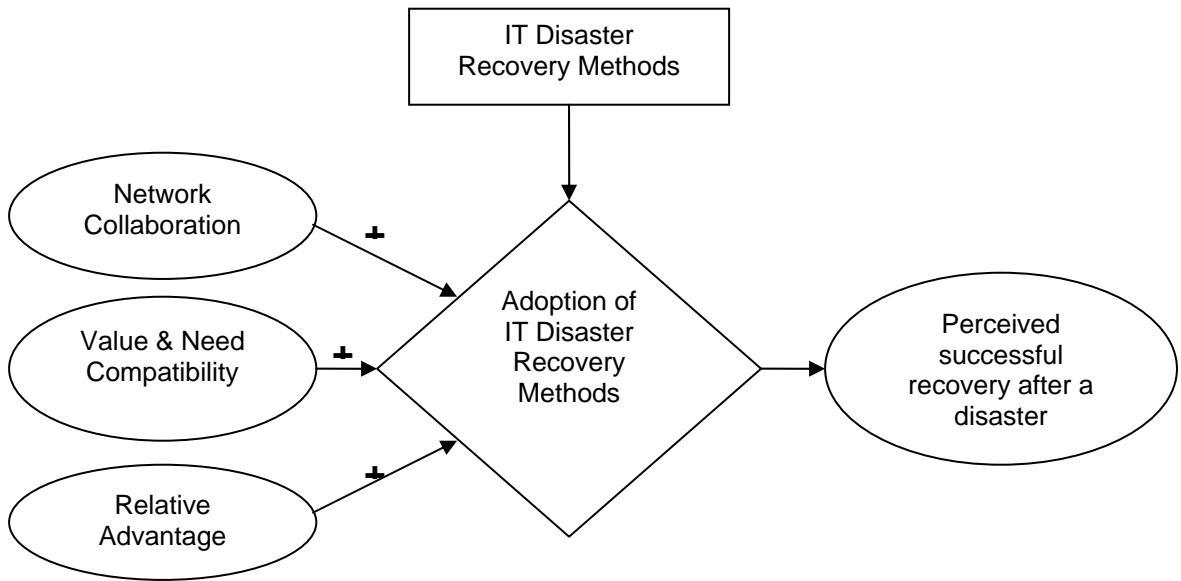 IT Disaster
Recovery Methods
Network
Collaboration
+
Value & Need
Compatibility
+
Relative
Advantage
+
Adoption of
IT Disaster
Recovery
Methods
Perceived
successful
recovery after a
disaster